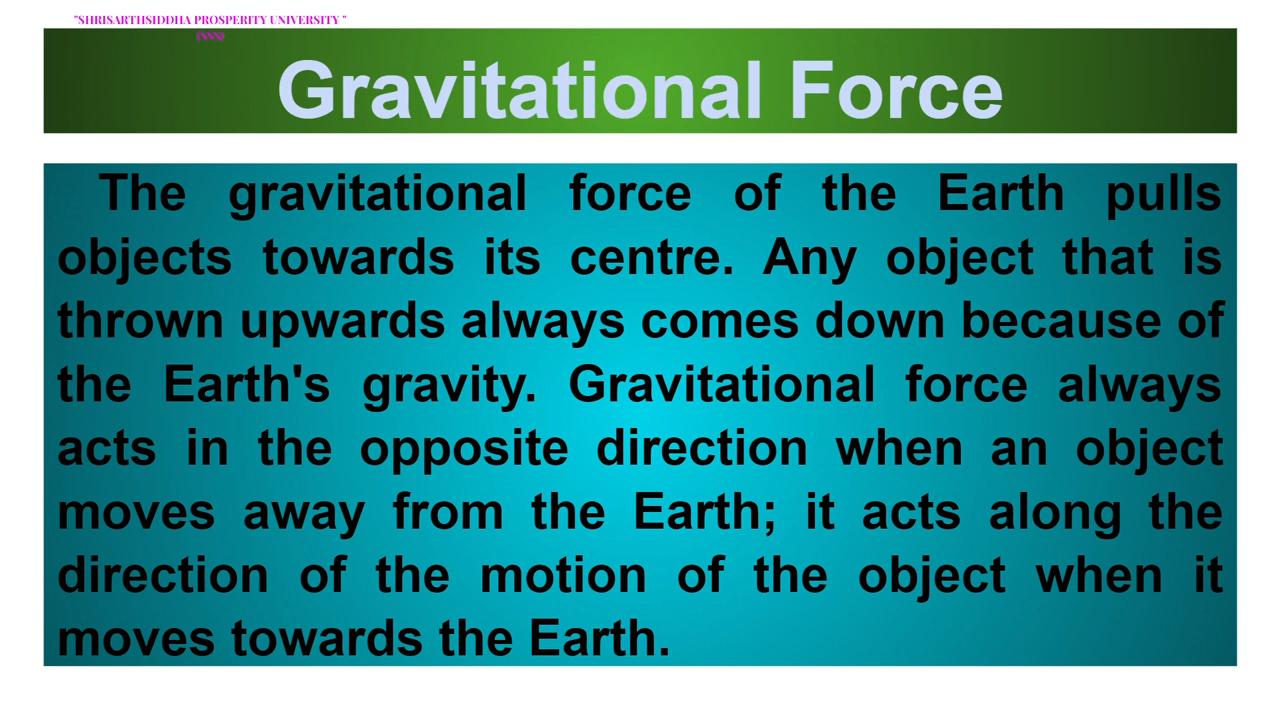 "SHRISARTHSIDDHA PROSPERITY UNIVERSITY "
Gravitational Force
The gravitational force of the Earth pulls
objects towards its centre. Any object that is
thrown upwards always comes down because of
the Earth's gravity. Gravitational force always
acts in the opposite direction when an object
moves away from the Earth; it acts along the
direction of the motion of the object when it
moves towards the Earth.